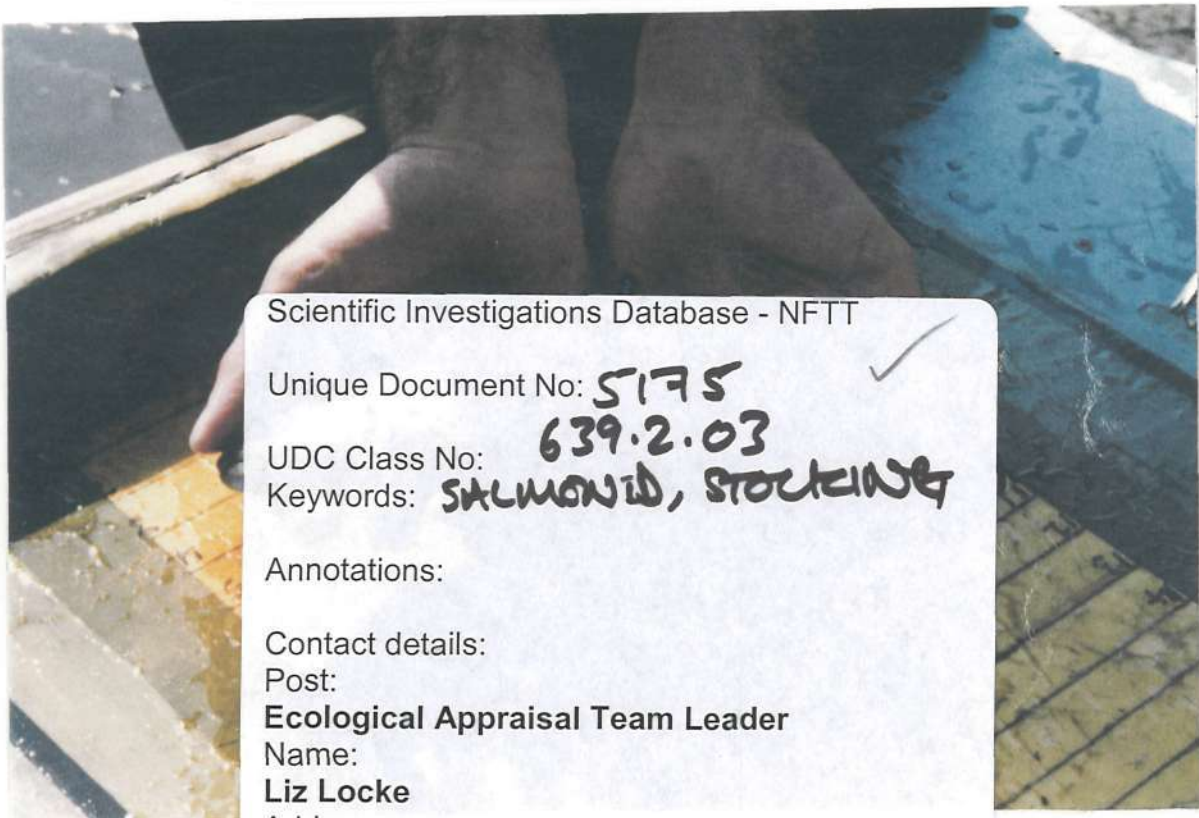 Scientific Investigations Database - NFTT
Unique Document No: 5175
UDC Class No: 639.2.03
Keywords: SALMONID, STOCKING
Annotations:
Contact details:
Post:
Ecological Appraisal Team Leader
Name:
Liz Locke